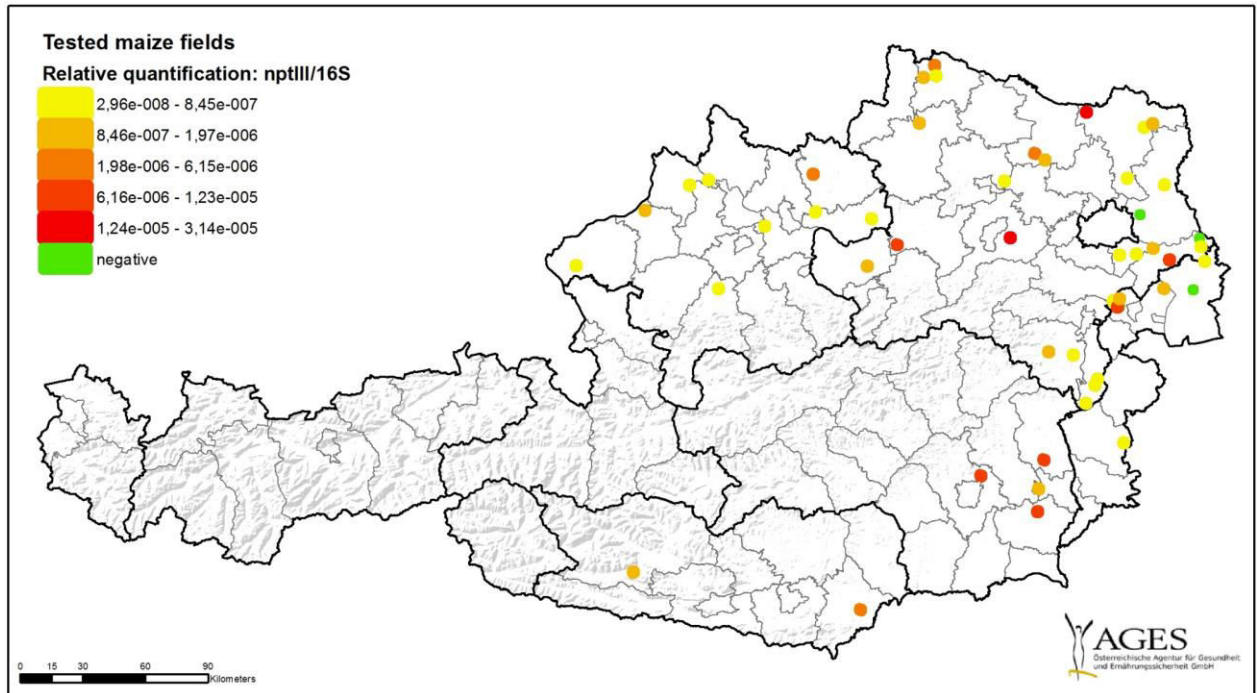 Tested maize fields
Relative quantification: nptIII/16S
2,96e-008 - 8,45e-007
8,46e-007 - 1,97e-006
1,98e-006 - 6,15e-006
6,16e-006 - 1,23e-005
1,24e-005 - 3,14e-005
negative
0 15 30 60 90
Kilometers
AGES
Österreichische Agentur für Gesundheit
und Ernährungssicherheit GmbH